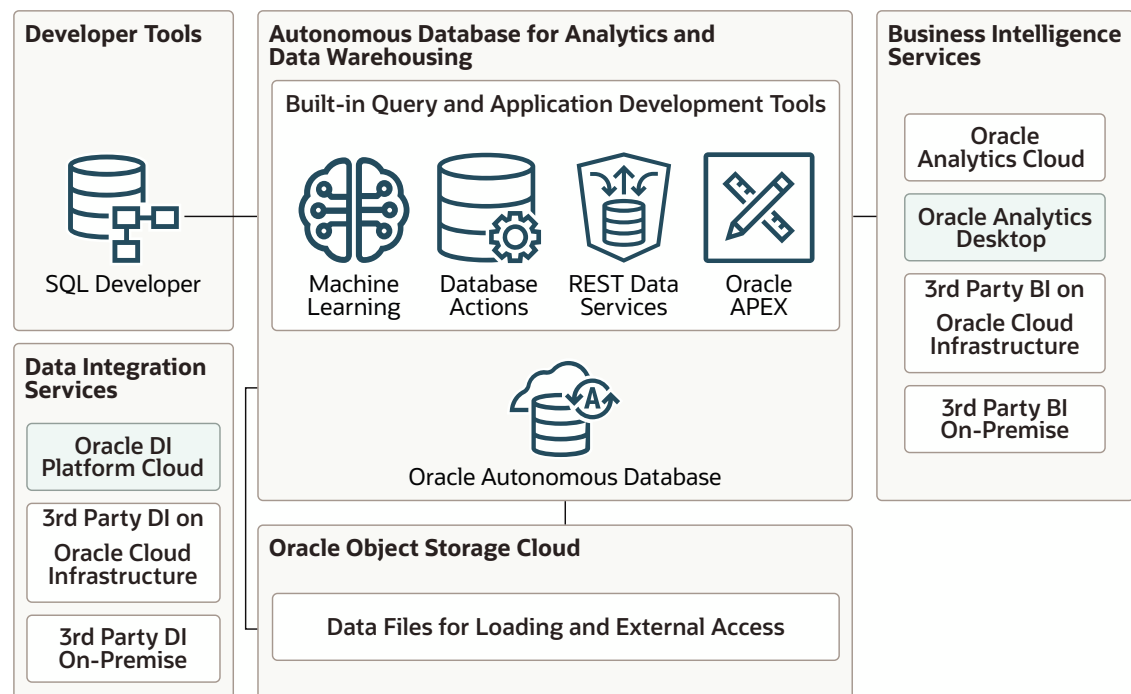 Developer Tools
SQL Developer
Data Integration
Services
Oracle DI
Platform Cloud
3rd Party DI on
Oracle Cloud
Infrastructure
3rd Party DI
On-Premise
Autonomous Database for Analytics and
Data Warehousing
Built-in Query and Application Development Tools
Machine
Learning
Database
Actions
REST Data
Services
Oracle
APEX
A
Oracle Autonomous Database
Oracle Object Storage Cloud
Data Files for Loading and External Access
Business Intelligence
Services
Oracle
Analytics Cloud
Oracle Analytics
Desktop
3rd Party BI on
Oracle Cloud
Infrastructure
3rd Party BI
On-Premise